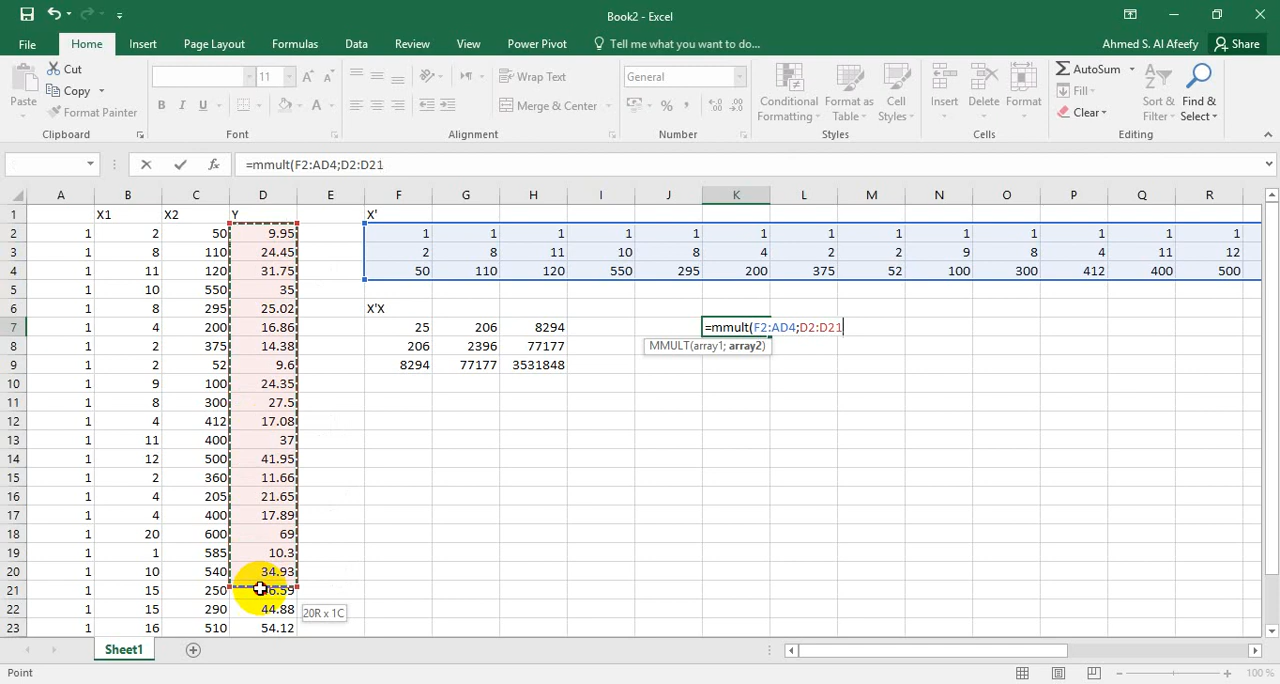 Book2 - Excel
File Home Insert Page Layout Formulas Data Review View Power Pivot Tell me what you want to do... Ahmed S. Al Afeefy Share
Paste Cut Copy Format Painter
11
Wrap Text
Merge & Center
General
Conditional Formatting
Format as Table
Cell Styles
Insert Delete Format
AutoSum
Fill
Clear
Sort & Filter
Find & Select
Clipboard Font Alignment Number Styles Cells Editing
=mmult(F2:AD4;D2:D21
A B C D E F G H I J K L M N O P Q R
1 X1 X2 Y X'
2 1 2 50 9.95 1 1 1 1 1 1 1 1 1 1 1 1 1
3 1 8 110 24.45 2 8 11 10 8 4 2 2 9 8 4 11 12
4 1 11 120 31.75 50 110 120 550 295 200 375 52 100 300 412 400 500
5 1 10 550 35
6 1 8 295 25.02 X'X
7 1 4 200 16.86 25 206 8294 =mmult(F2:AD4;D2:D21
8 1 2 375 14.38 206 2396 77177 MMULT(array1; array2)
9 1 2 52 9.6 8294 77177 3531848
10 1 9 100 24.35
11 1 8 300 27.5
12 1 4 412 17.08
13 1 11 400 37
14 1 12 500 41.95
15 1 2 360 11.66
16 1 4 205 21.65
17 1 4 400 17.89
18 1 20 600 69
19 1 1 585 10.3
20 1 10 540 34.93
21 1 15 250
22 1 15 290 44.88 20R x 1C
23 1 16 510 54.12
Sheet1
Point 100 %